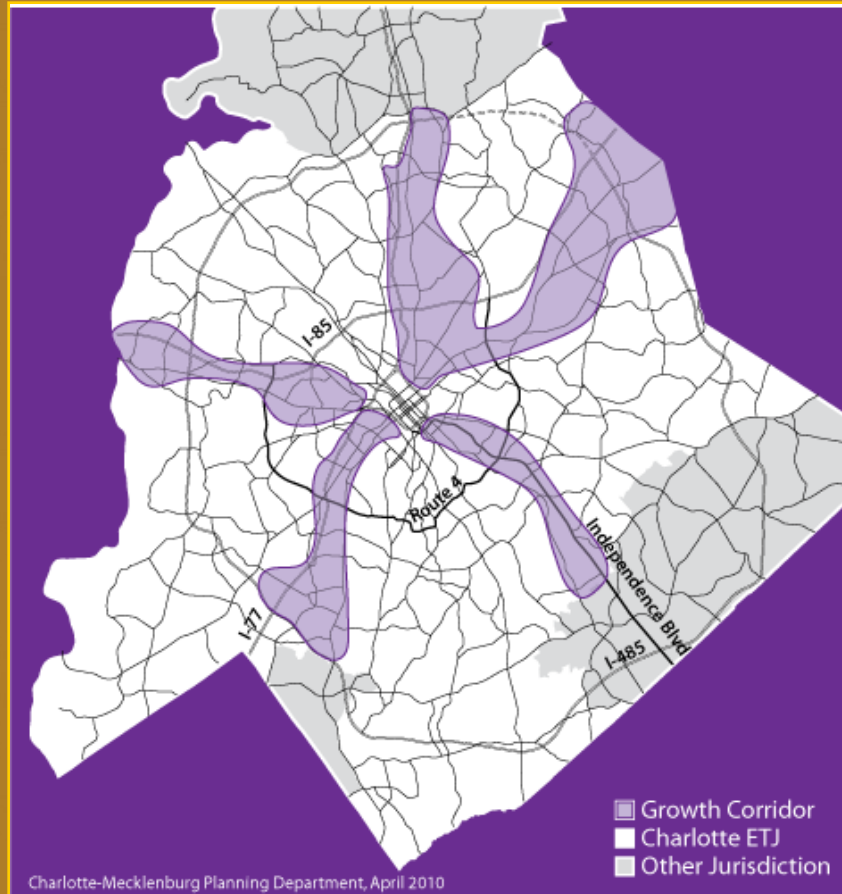 I-85
Route 4
Independence Blvd
I-77
I-485
Growth Corridor
Charlotte ETJ
Other Jurisdiction
Charlotte-Mecklenburg Planning Department, April 2010